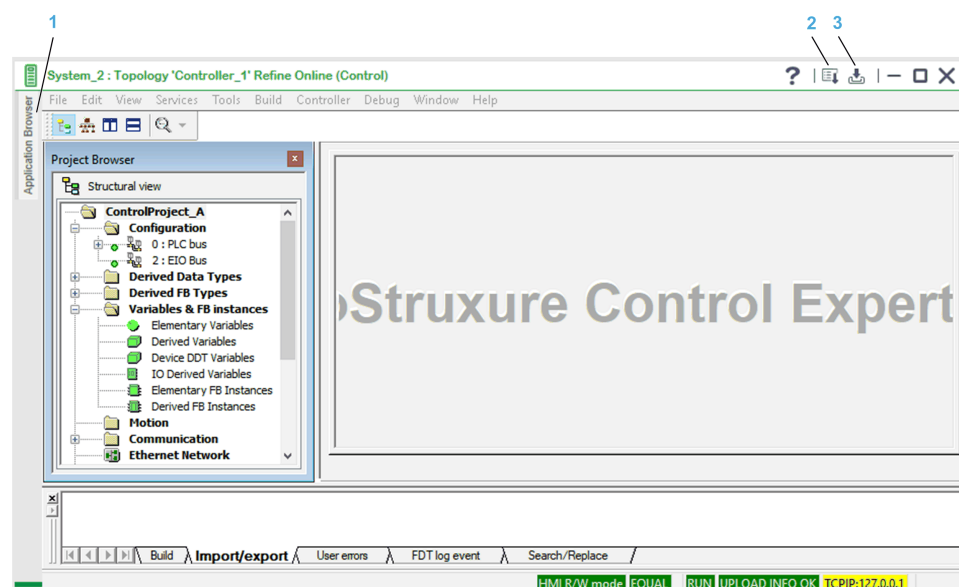 1 2 3
System_2 : Topology 'Controller_1' Refine Online (Control)
?
File Edit View Services Tools Build Controller Debug Window Help
Application Browser
Project Browser
Structural view
ControlProject_A
Configuration
0 : PLC bus
2 : EIO Bus
Derived Data Types
Derived FB Types
Variables & FB instances
Elementary Variables
Derived Variables
Device DDT Variables
IO Derived Variables
Elementary FB Instances
Derived FB Instances
Motion
Communication
Ethernet Network
oStruxure Control Expert
Build Import/export User errors FDT log event Search/Replace
HMI R/W mode EQUAL RUN UPLOAD INFO OK TCPIP:127.0.0.1